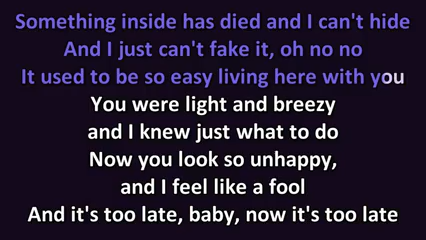 Something inside has died and I can't hide
And I just can't fake it, oh no no
It used to be so easy living here with you
You were light and breezy
and I knew just what to do
Now you look so unhappy,
and I feel like a fool
And it's too late, baby, now it's too late